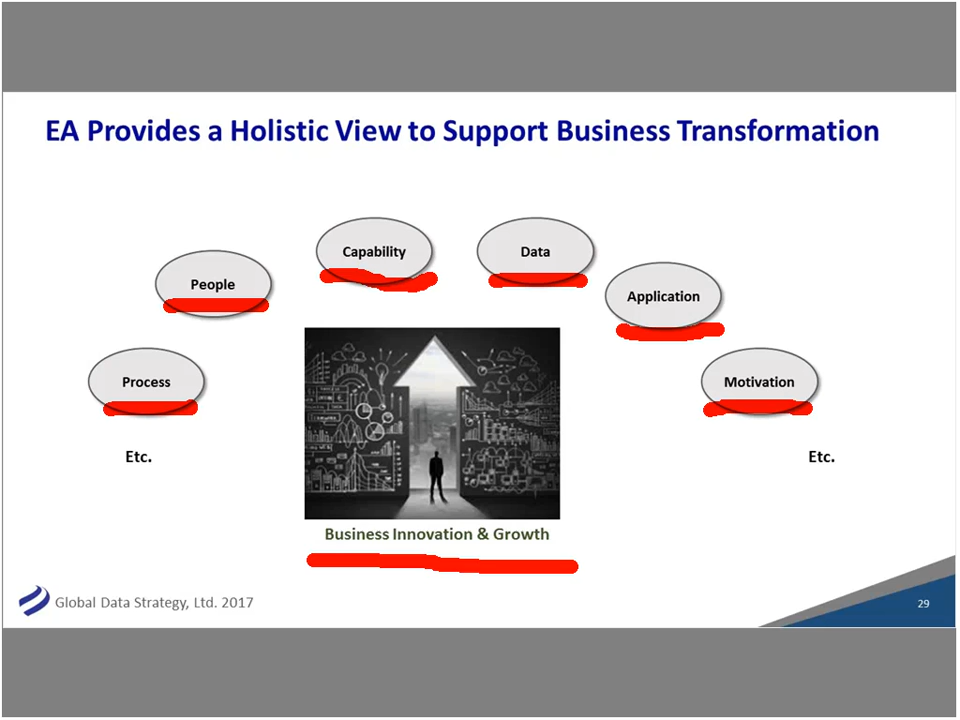 EA Provides a Holistic View to Support Business Transformation
Capability
Data
People
Application
Process
Motivation
Etc.
Etc.
Business Innovation & Growth
Global Data Strategy, Ltd. 2017
29